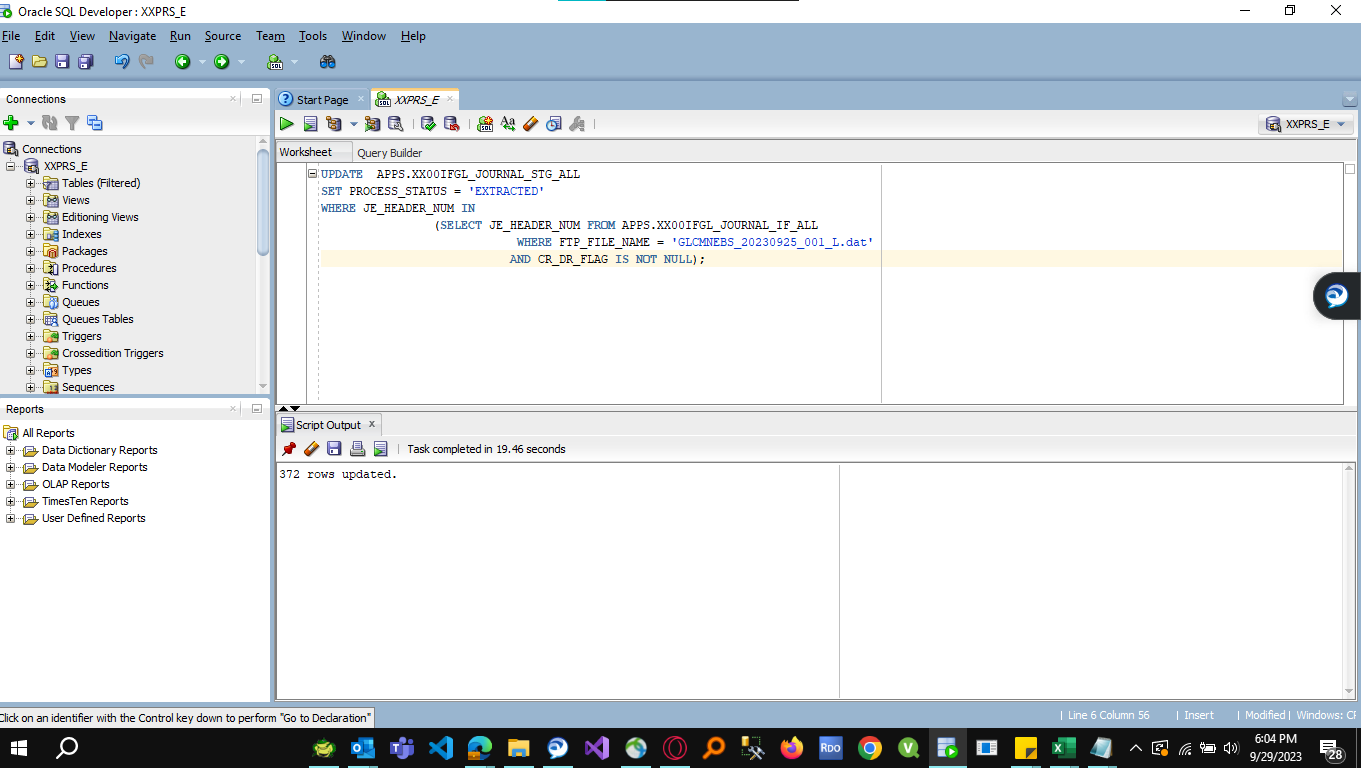 Oracle SQL Developer : XXPRS_E
File Edit View Navigate Run Source Team Tools Window Help
Connections
Connections
XXPRS_E
Tables (Filtered)
Views
Editioning Views
Indexes
Packages
Procedures
Functions
Queues
Queues Tables
Triggers
Crossedition Triggers
Types
Sequences
Reports
All Reports
Data Dictionary Reports
Data Modeler Reports
OLAP Reports
TimesTen Reports
User Defined Reports
Start Page XXPRS_E
XXPRS_E
Worksheet Query Builder
UPDATE  APPS.XX00IFGL_JOURNAL_STG_ALL
SET PROCESS_STATUS = 'EXTRACTED'
WHERE JE_HEADER_NUM IN
(SELECT JE_HEADER_NUM FROM APPS.XX00IFGL_JOURNAL_IF_ALL
WHERE FTP_FILE_NAME = 'GLCMNEBS_20230925_001_L.dat'
AND CR_DR_FLAG IS NOT NULL);
Script Output
Task completed in 19.46 seconds
372 rows updated.
Click on an identifier with the Control key down to perform "Go to Declaration"
Line 6 Column 56 Insert Modified Windows: CF
RDO
6:04 PM
9/29/2023
28